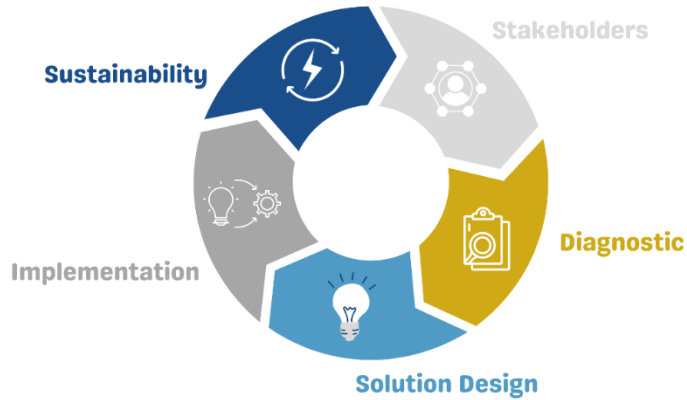 Stakeholders
Sustainability
Diagnostic
Implementation
Solution Design